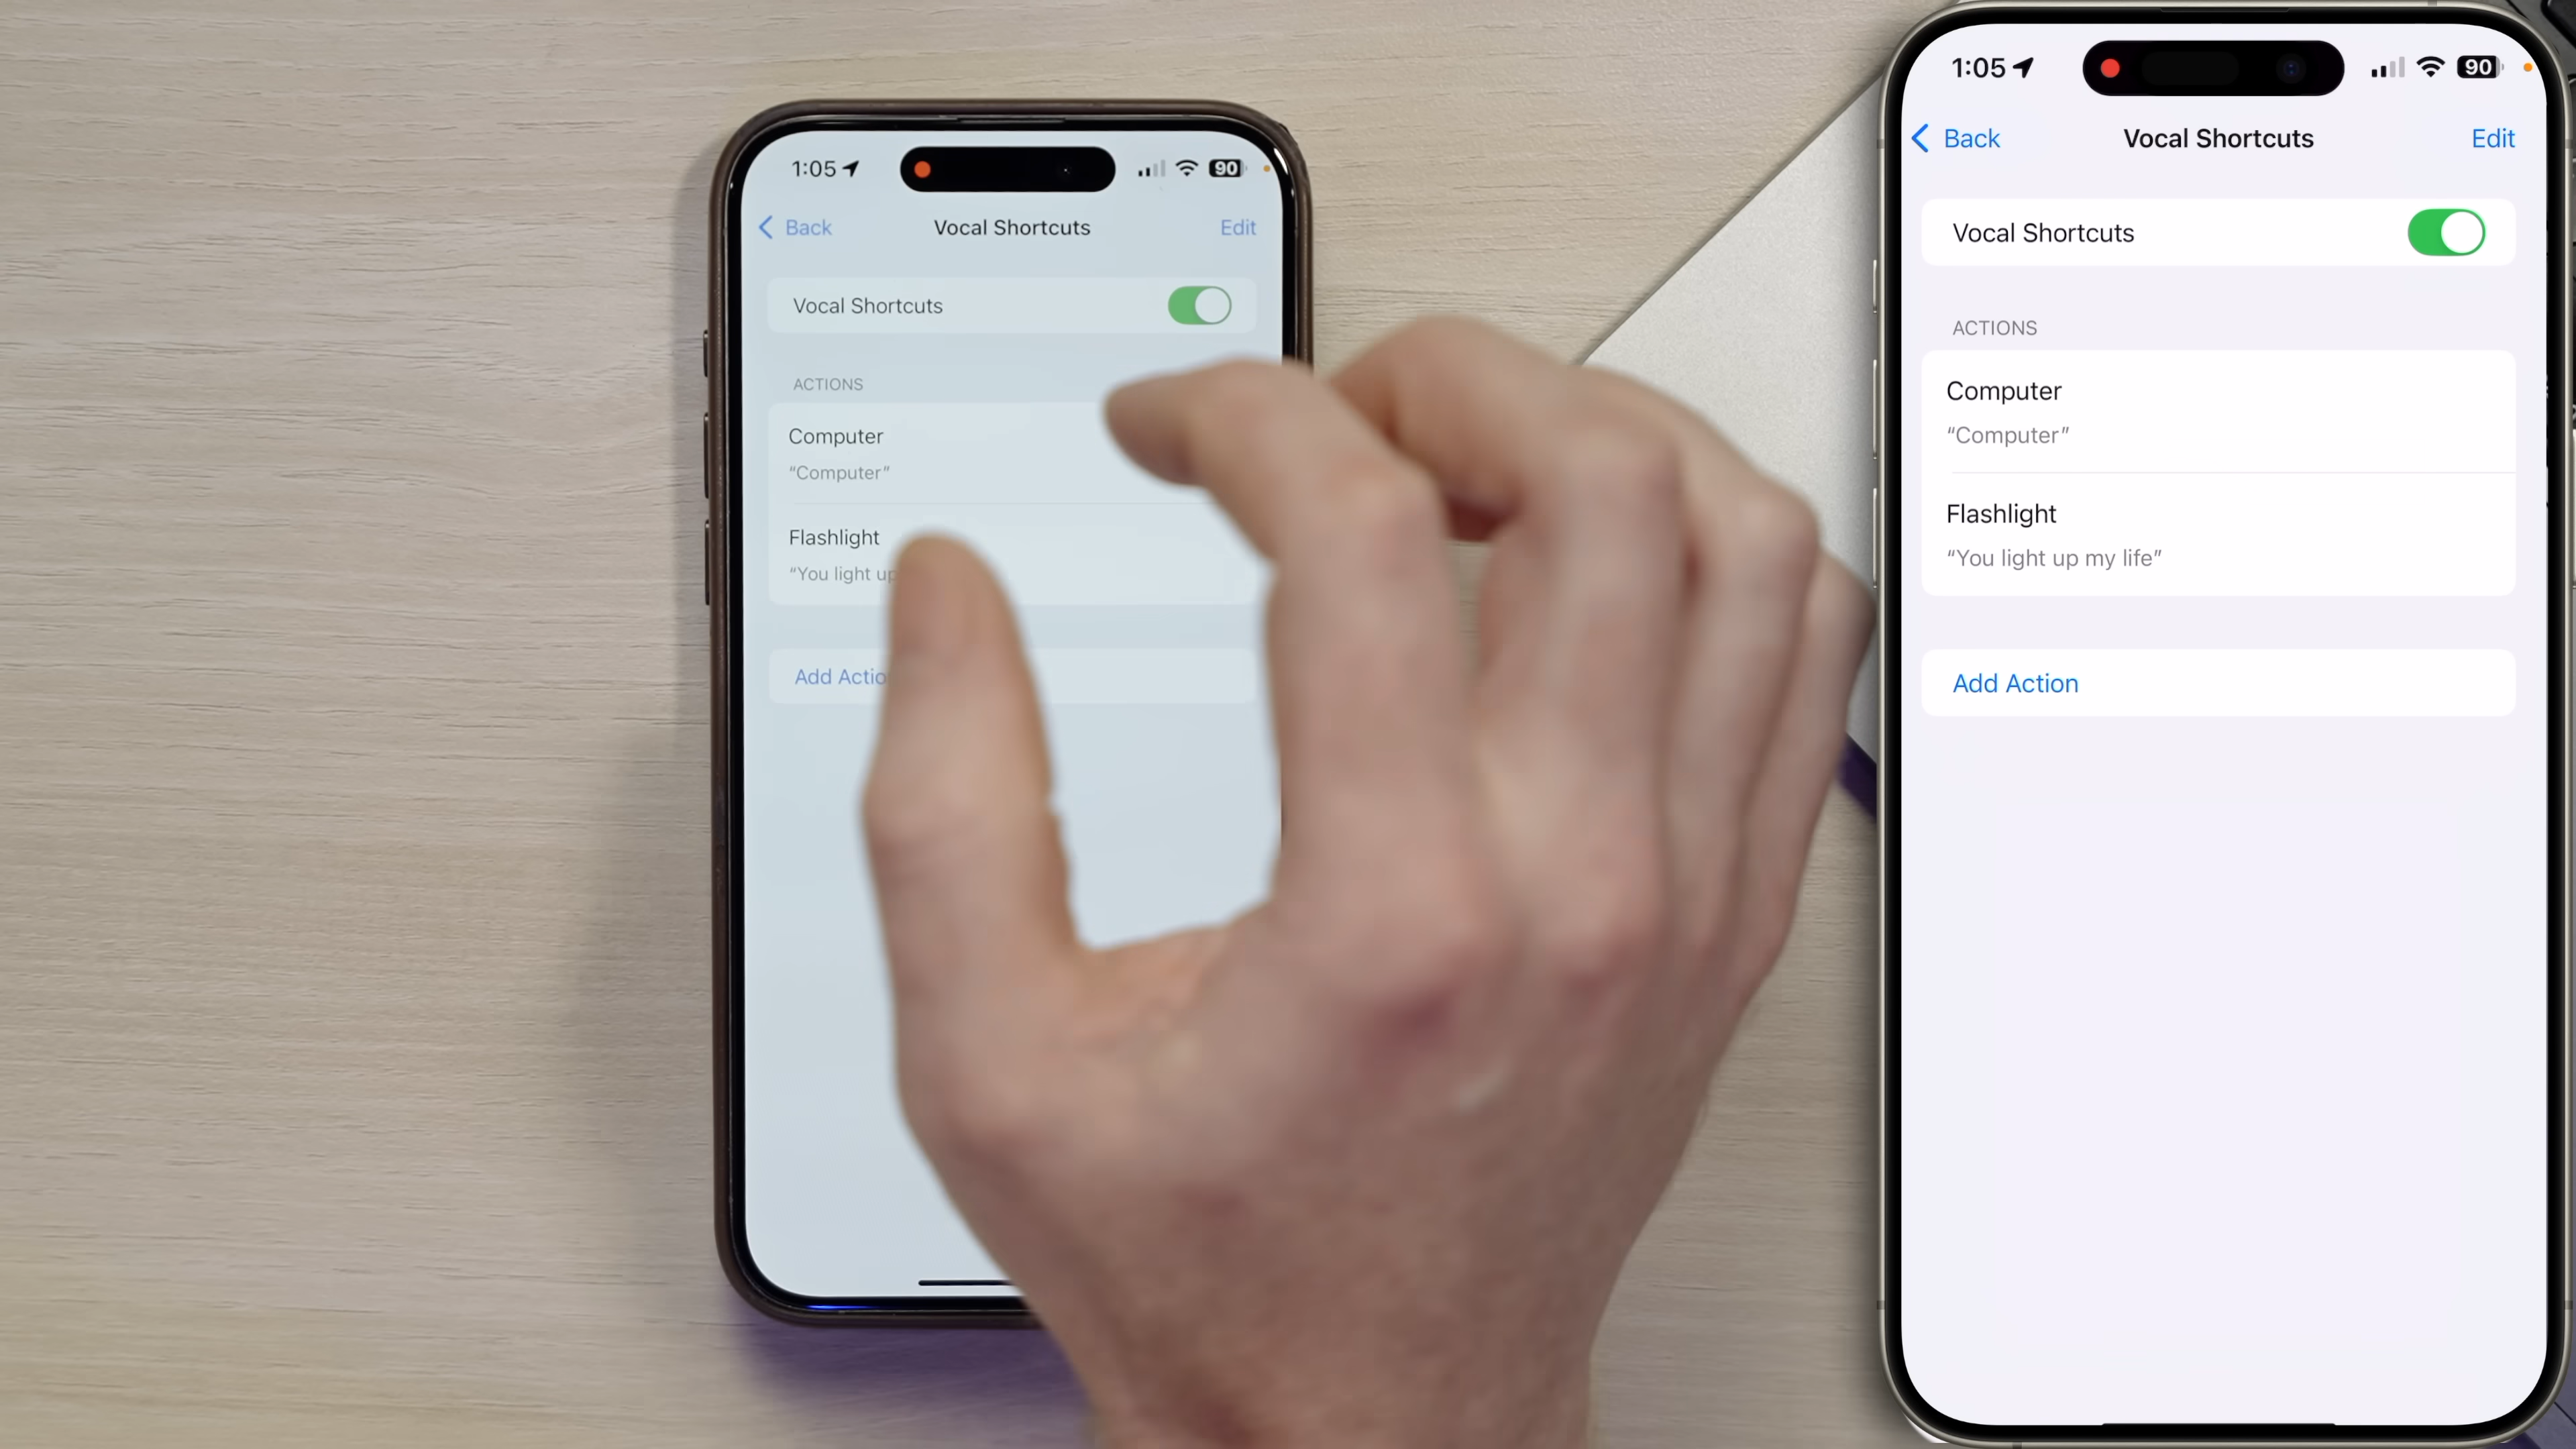 1:05
90
Back
Vocal Shortcuts
Edit
Vocal Shortcuts
ACTIONS
Computer
“Computer”
Flashlight
“You light up
Add Actio
1:05
90
Back
Vocal Shortcuts
Edit
Vocal Shortcuts
ACTIONS
Computer
“Computer”
Flashlight
“You light up my life”
Add Action